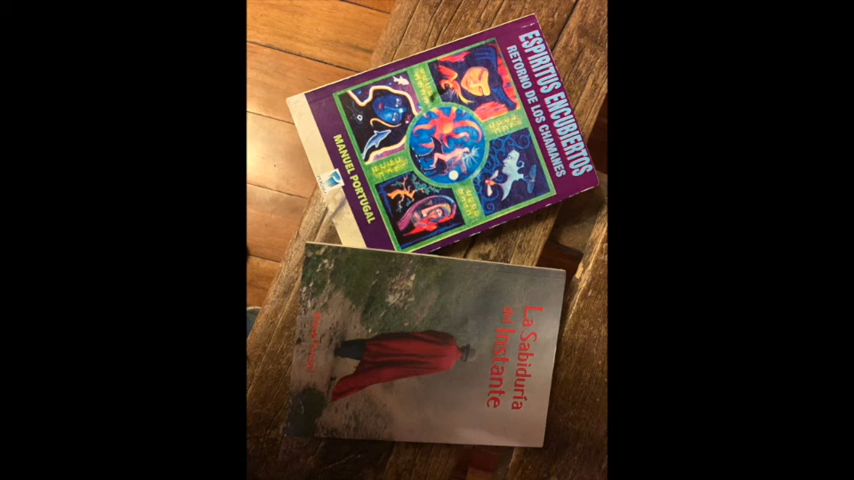 ESPIRITUS ENCUBIERTOS
RETORNO DE LOS CHAMANES
MANUEL PORTUGAL
La Sabiduría
del Instante